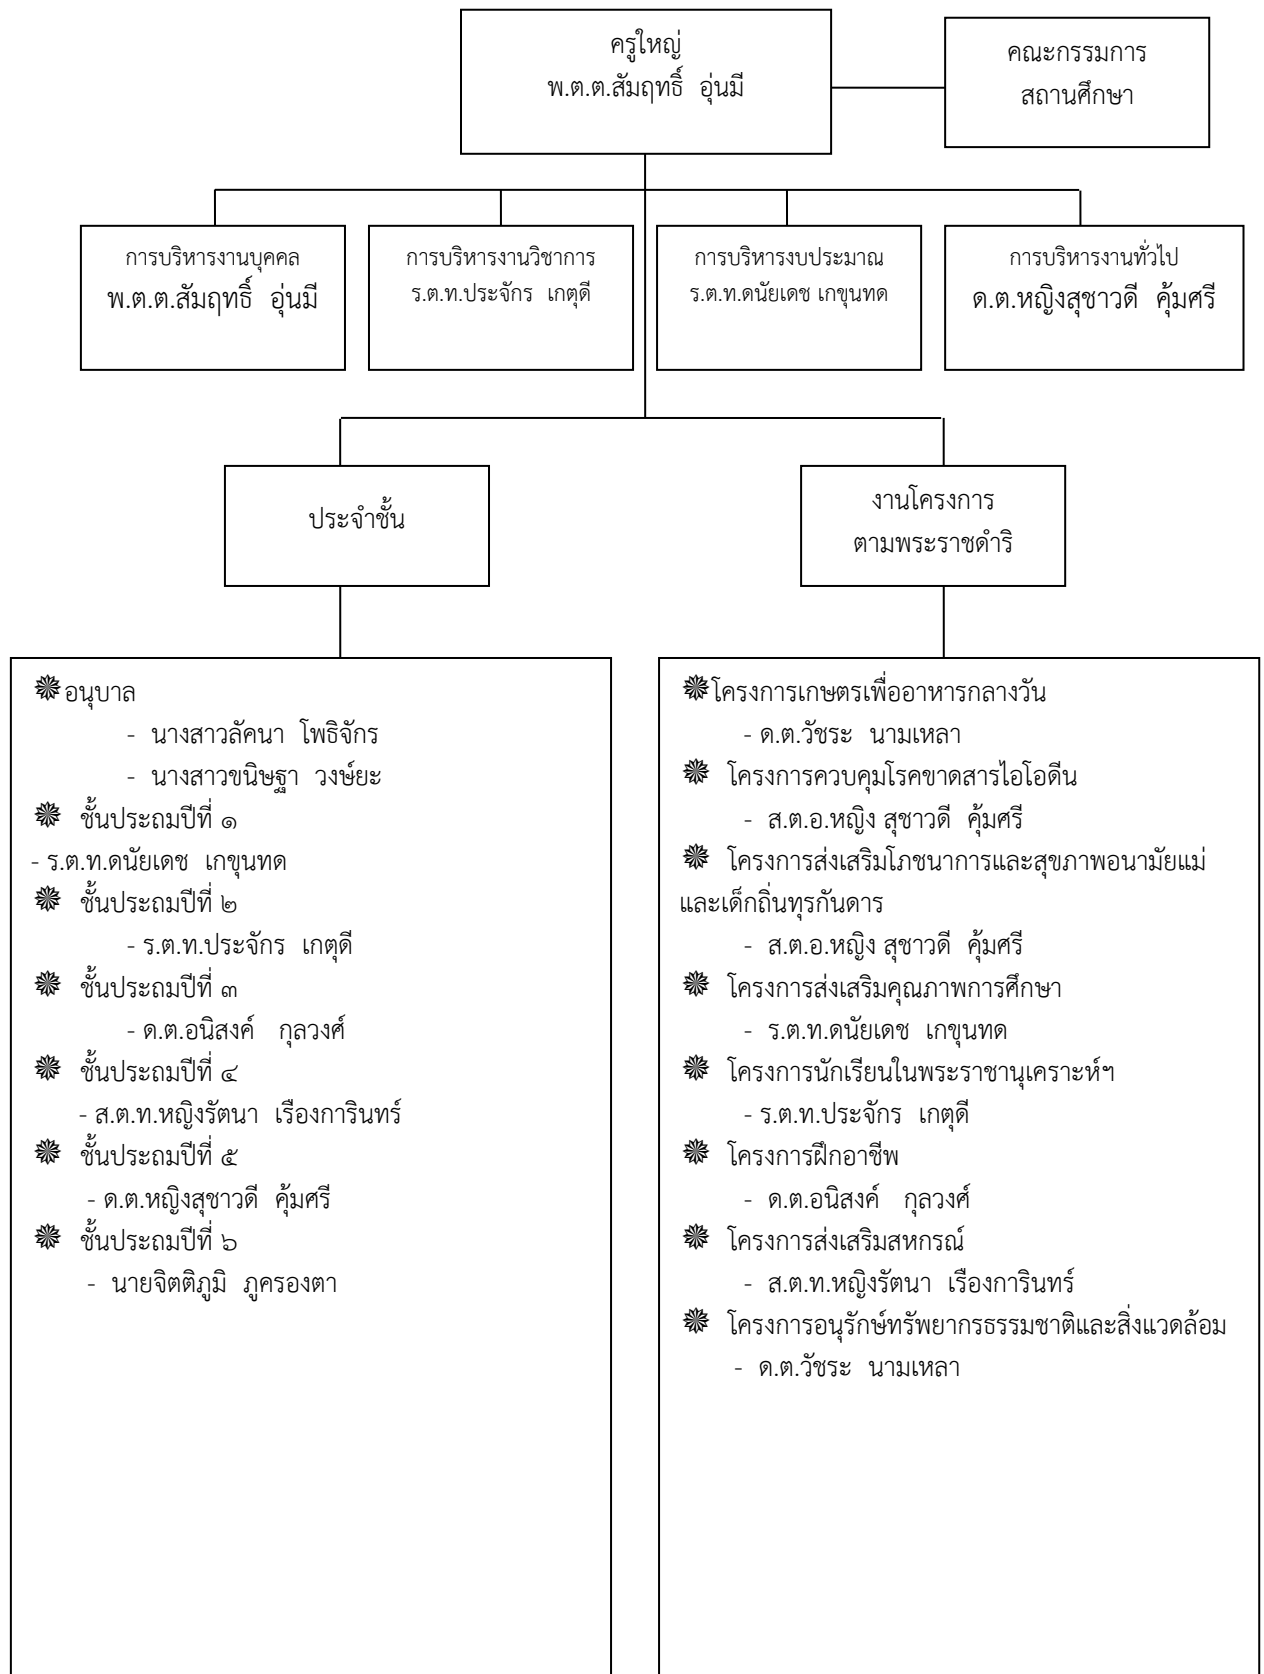 ครูใหญ่
พ.ต.ต.สัมฤทธิ์ อุ่นมี
คณะกรรมการ
สถานศึกษา
การบริหารงานบุคคล
พ.ต.ต.สัมฤทธิ์ อุ่นมี
การบริหารงานวิชาการ
ร.ต.ท.ประจักร เกตุดี
การบริหารงบประมาณ
ร.ต.ท.ดนัยเดช เกขุนทด
การบริหารงานทั่วไป
ด.ต.หญิงสุชาวดี คุ้มศรี
ประจำชั้น
งานโครงการ
ตามพระราชดำริ
อนุบาล
- นางสาวลัคนา โพธิจักร
- นางสาวขนิษฐา วงษ์ยะ
ชั้นประถมปีที่ ๑
- ร.ต.ท.ดนัยเดช เกขุนทด
ชั้นประถมปีที่ ๒
- ร.ต.ท.ประจักร เกตุดี
ชั้นประถมปีที่ ๓
- ด.ต.อนิสงค์ กุลวงศ์
ชั้นประถมปีที่ ๔
- ส.ต.ท.หญิงรัตนา เรืองการินทร์
ชั้นประถมปีที่ ๕
- ด.ต.หญิงสุชาวดี คุ้มศรี
ชั้นประถมปีที่ ๖
- นายจิตติภูมิ ภูครองตา
โครงการเกษตรเพื่ออาหารกลางวัน
- ด.ต.วัชระ นามเหลา
โครงการควบคุมโรคขาดสารไอโอดีน
- ส.ต.อ.หญิง สุชาวดี คุ้มศรี
โครงการส่งเสริมโภชนาการและสุขภาพอนามัยแม่
และเด็กถิ่นทุรกันดาร
- ส.ต.อ.หญิง สุชาวดี คุ้มศรี
โครงการส่งเสริมคุณภาพการศึกษา
- ร.ต.ท.ดนัยเดช เกขุนทด
โครงการนักเรียนในพระราชานุเคราะห์ฯ
- ร.ต.ท.ประจักร เกตุดี
โครงการฝึกอาชีพ
- ด.ต.อนิสงค์ กุลวงศ์
โครงการส่งเสริมสหกรณ์
- ส.ต.ท.หญิงรัตนา เรืองการินทร์
โครงการอนุรักษ์ทรัพยากรธรรมชาติและสิ่งแวดล้อม
- ด.ต.วัชระ นามเหลา